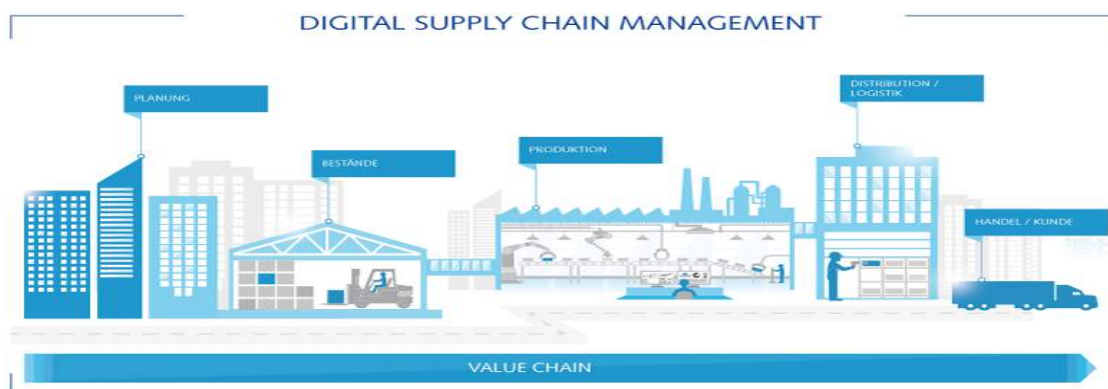 DIGITAL SUPPLY CHAIN MANAGEMENT
PLANUNG
BESTÄNDE
PRODUKTION
DISTRIBUTION /
LOGISTIK
HANDEL / KUNDE
VALUE CHAIN